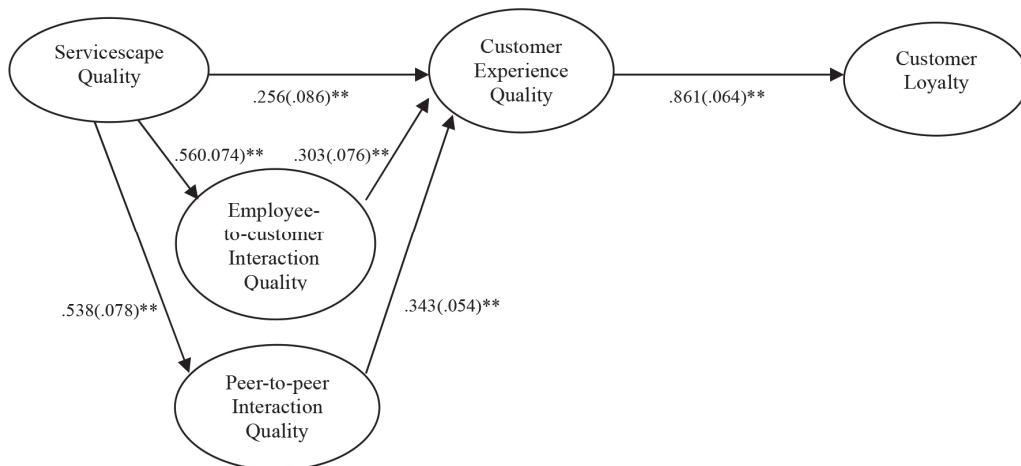 Servicescape
Quality
Customer
Experience
Quality
Customer
Loyalty
.256(.086)**
.861(.064)**
.560.074)**
.303(.076)**
Employee-
to-customer
Interaction
Quality
.538(.078)**
.343(.054)**
Peer-to-peer
Interaction
Quality